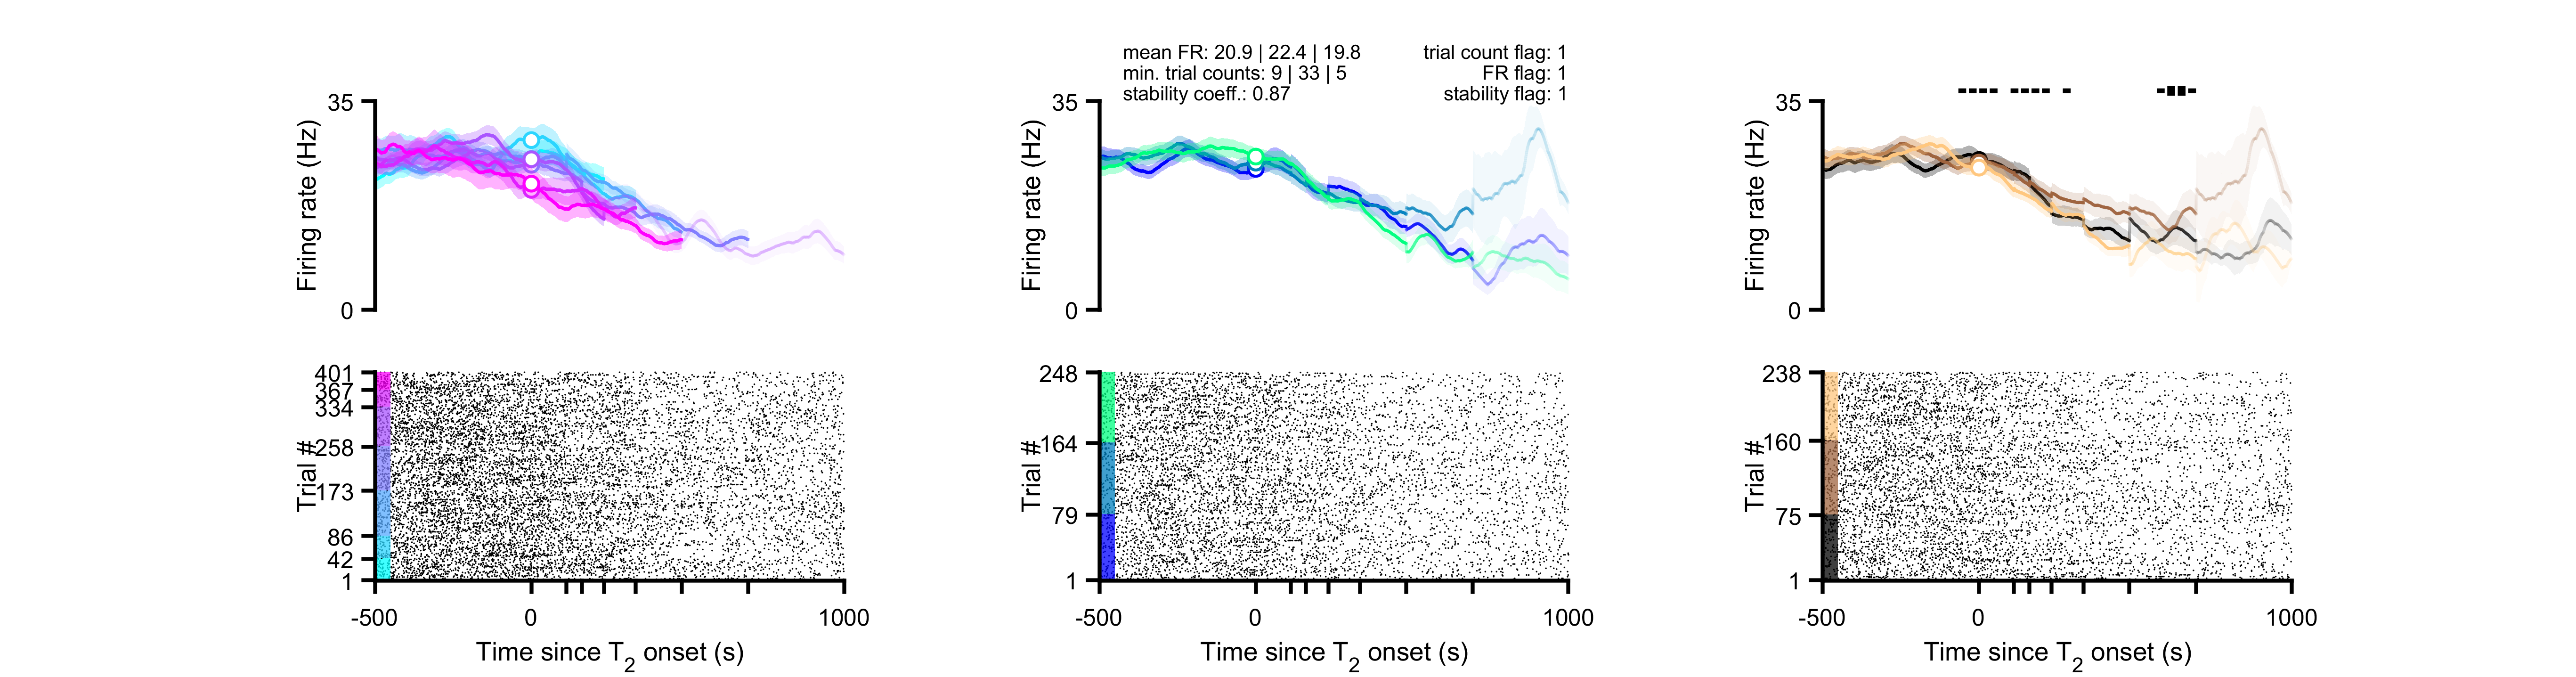 mean FR: 20.9 | 22.4 | 19.8
min. trial counts: 9 | 33 | 5
stability coeff.: 0.87
trial count flag: 1
FR flag: 1
stability flag: 1
35
0
Firing rate (Hz)
35
0
Firing rate (Hz)
35
0
Firing rate (Hz)
401
367
334
258
173
86
42
1
Trial #
-500
0
1000
Time since T2 onset (s)
248
164
79
1
Trial #
-500
0
1000
Time since T2 onset (s)
238
160
75
1
Trial #
-500
0
1000
Time since T2 onset (s)